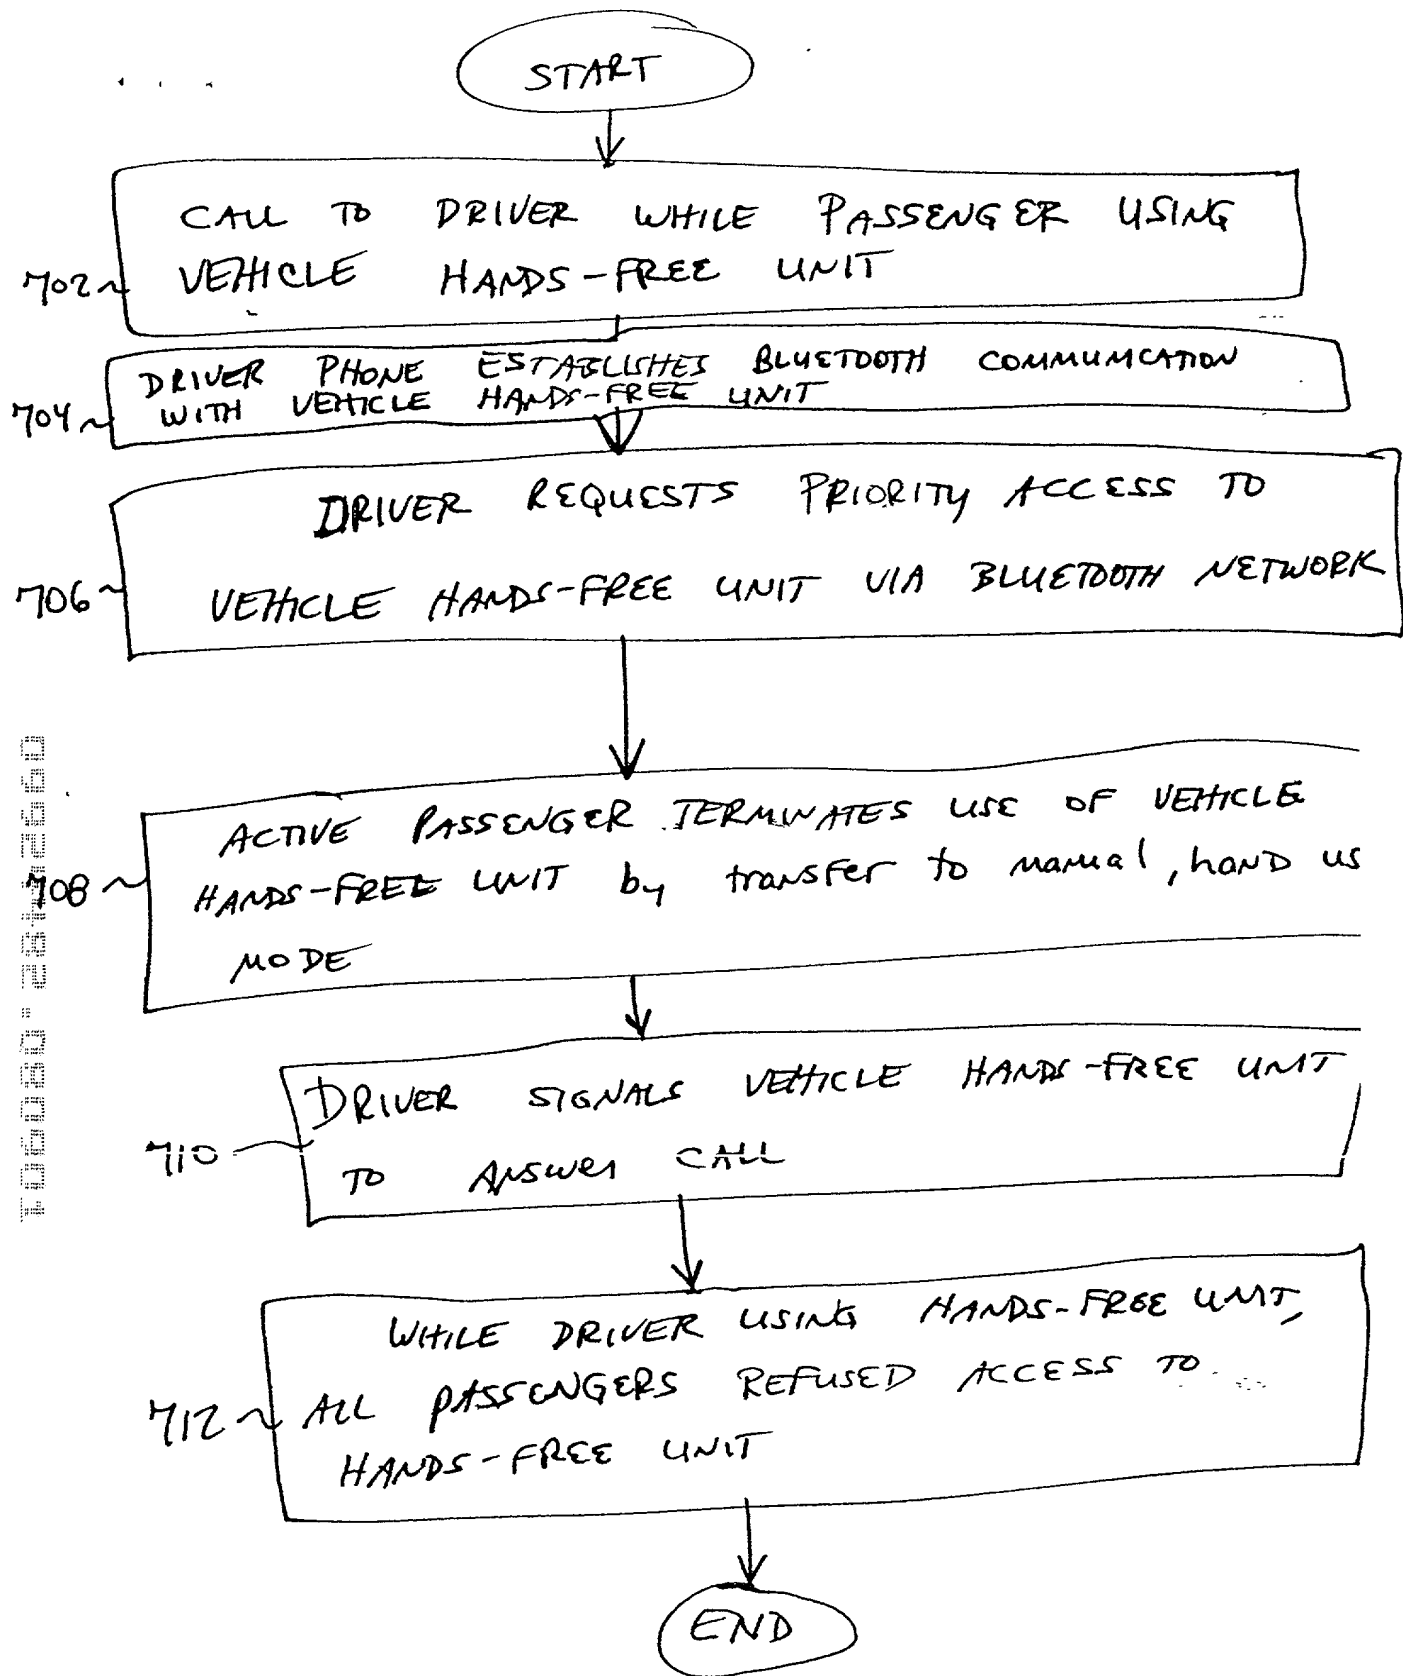 START
CALL TO DRIVER WHILE PASSENGER USING
702 VEHICLE HANDS-FREE UNIT
DRIVER PHONE ESTABLISHES BLUETOOTH COMMUNICATION
704 WITH VEHICLE HANDS-FREE UNIT
DRIVER REQUESTS PRIORITY ACCESS TO
706 VEHICLE HANDS-FREE UNIT VIA BLUETOOTH NETWORK
ACTIVE PASSENGER TERMINATES USE OF VEHICLE
708 HANDS-FREE UNIT by transfer to manual, hand us
MODE
DRIVER SIGNALS VEHICLE HANDS-FREE UNIT
710 TO ANSWER CALL
WHILE DRIVER USING HANDS-FREE UNIT,
712 ALL PASSENGERS REFUSED ACCESS TO
HANDS-FREE UNIT
END